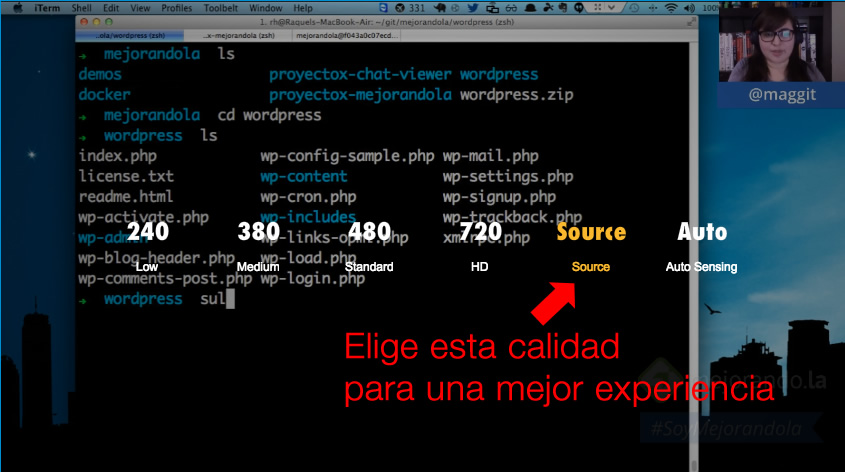 iTerm Shell Edit View Profiles Toolbelt Window Help 331 100%
1. rh@Raquels-MacBook-Air: ~/git/mejorandola/wordpress (zsh)
..ola/wordpress (zsh) ...x-mejorandola (zsh) mejorandola@f043a0c07ecd...
→ mejorandola ls
demos proyectox-chat-viewer wordpress
docker proyectox-mejorandola wordpress.zip
→ mejorandola cd wordpress
→ wordpress ls
index.php wp-config-sample.php wp-mail.php
license.txt wp-content wp-settings.php
readme.html wp-cron.php wp-signup.php
wp-activate.php wp-includes wp-trackback.php
wp-admin wp-links-opml.php xmlrpc.php
wp-blog-header.php wp-load.php
wp-comments-post.php wp-login.php
→ wordpress sul
@maggit
240 380 480 720 Source Auto
Low Medium Standard HD Source Auto Sensing
Elige esta calidad
para una mejor experiencia
mejorando.la
#SoyMejorandola